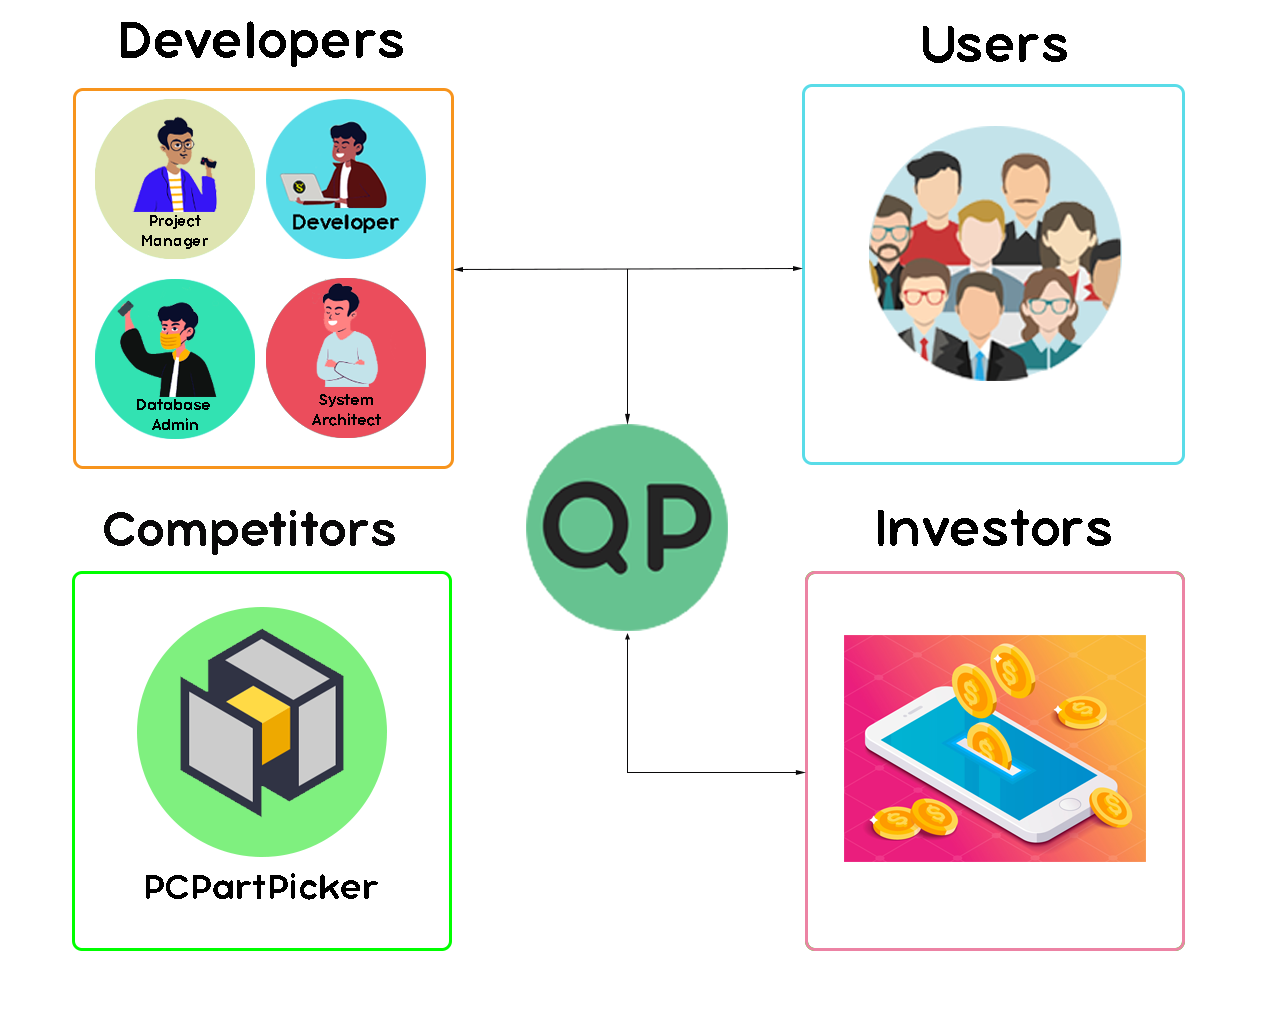 Developers
Users
Project
Manager
Developer
Database
Admin
System
Architect
QP
Competitors
Investors
PCPartPicker